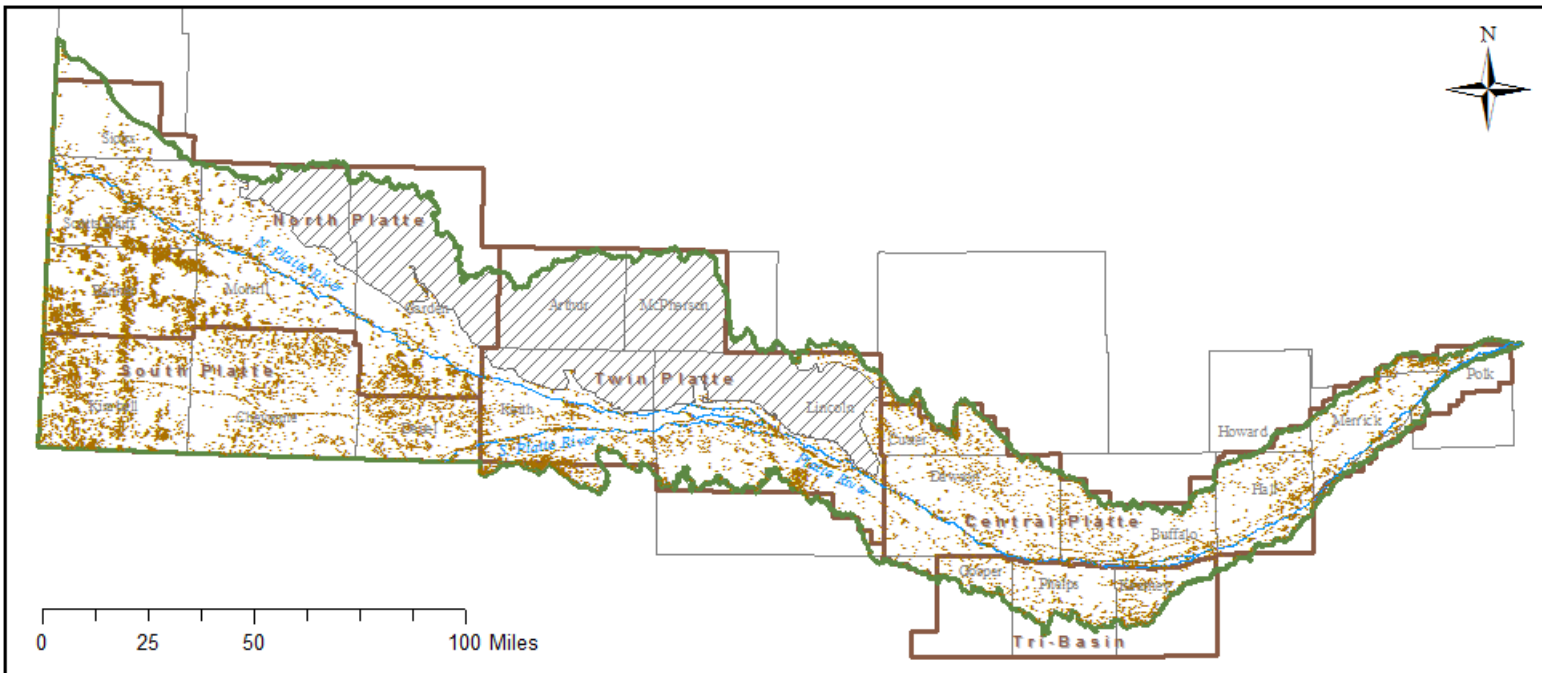 N
Sioux
North Platte
Scotts Bluff
N Platte River
Banner
Morrill
Garden
Arthur
McPherson
South Platte
Twin Platte
Kimball
Cheyenne
Deuel
Keith
Lincoln
S Platte River
Platte River
Custer
Howard
Merrick
Polk
Dawson
Hall
Central Platte
Buffalo
Gosper
Phelps
Kearney
Tri-Basin
0 25 50 100 Miles